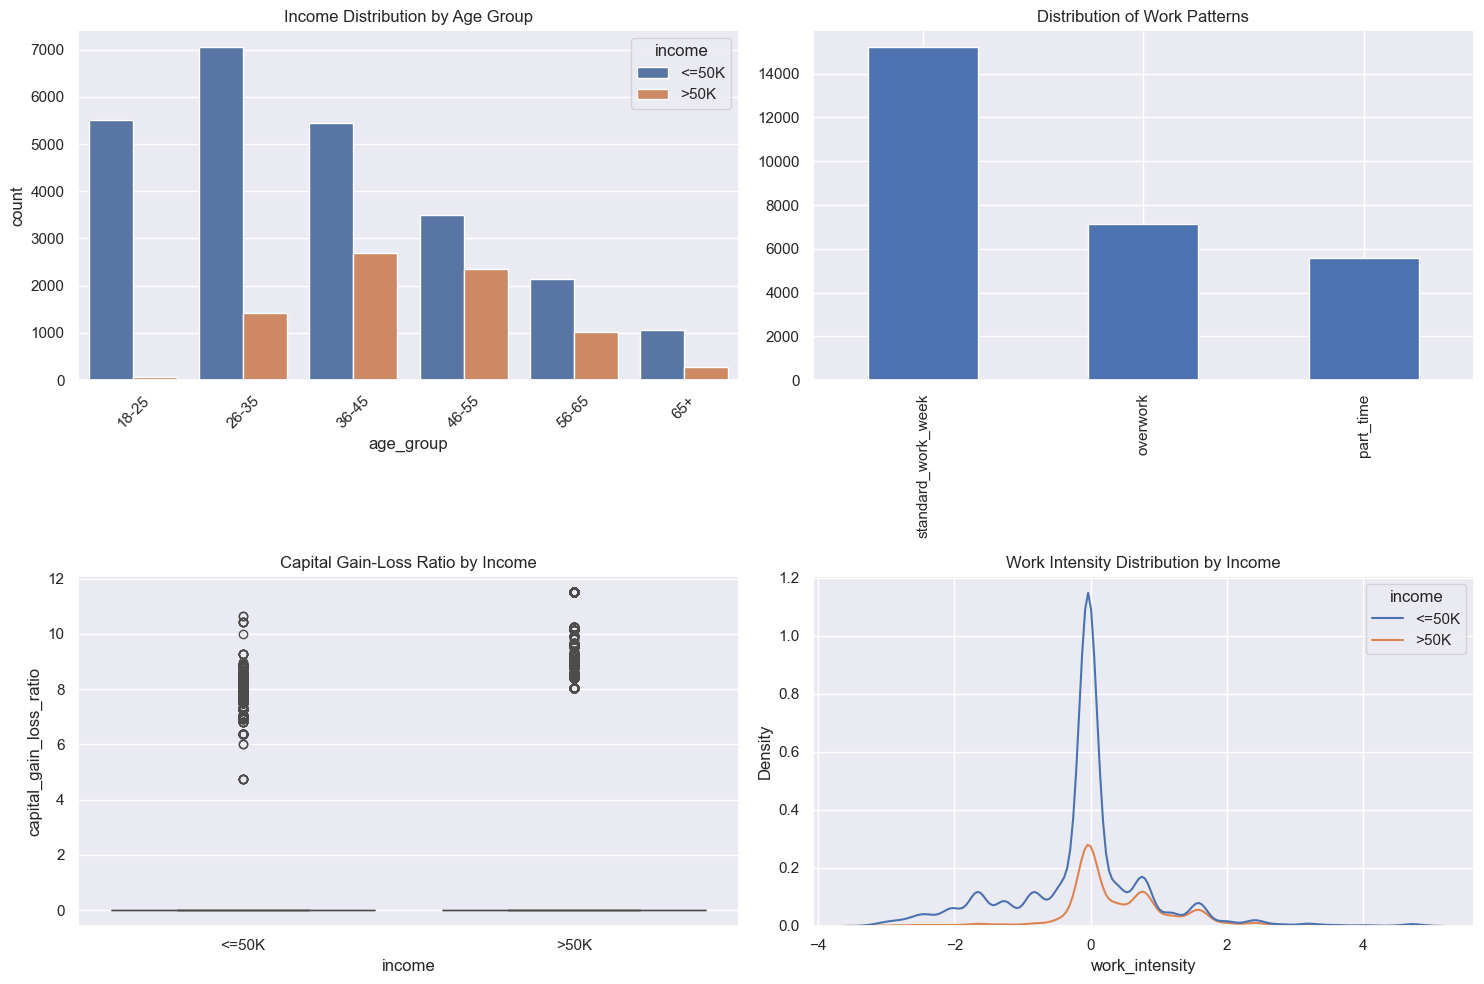 Income Distribution by Age Group
count
7000
6000
5000
4000
3000
2000
1000
0
income
<=50K
>50K
18-25
26-35
36-45
46-55
56-65
65+
age_group
Distribution of Work Patterns
14000
12000
10000
8000
6000
4000
2000
0
standard_work_week
overwork
part_time
Capital Gain-Loss Ratio by Income
capital_gain_loss_ratio
12
10
8
6
4
2
0
<=50K
>50K
income
Work Intensity Distribution by Income
Density
1.2
1.0
0.8
0.6
0.4
0.2
0.0
income
<=50K
>50K
−4
−2
0
2
4
work_intensity